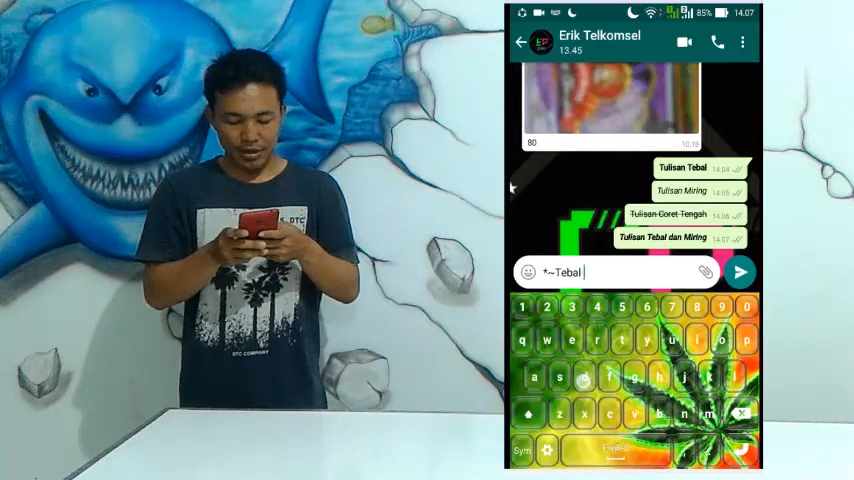 85% 14.07
Erik Telkomsel
13.45
80 10.18
Tulisan Tebal 14.04
Tulisan Miring 14.05
Tulisan Coret Tengah 14.06
Tulisan Tebal dan Miring 14.07
*~Tebal
1 2 3 4 5 6 7 8 9 0
q w e r t y u i o p
a s d f g h j k l
z x c v b n m
Sym English
DTC
DTC COMPANY